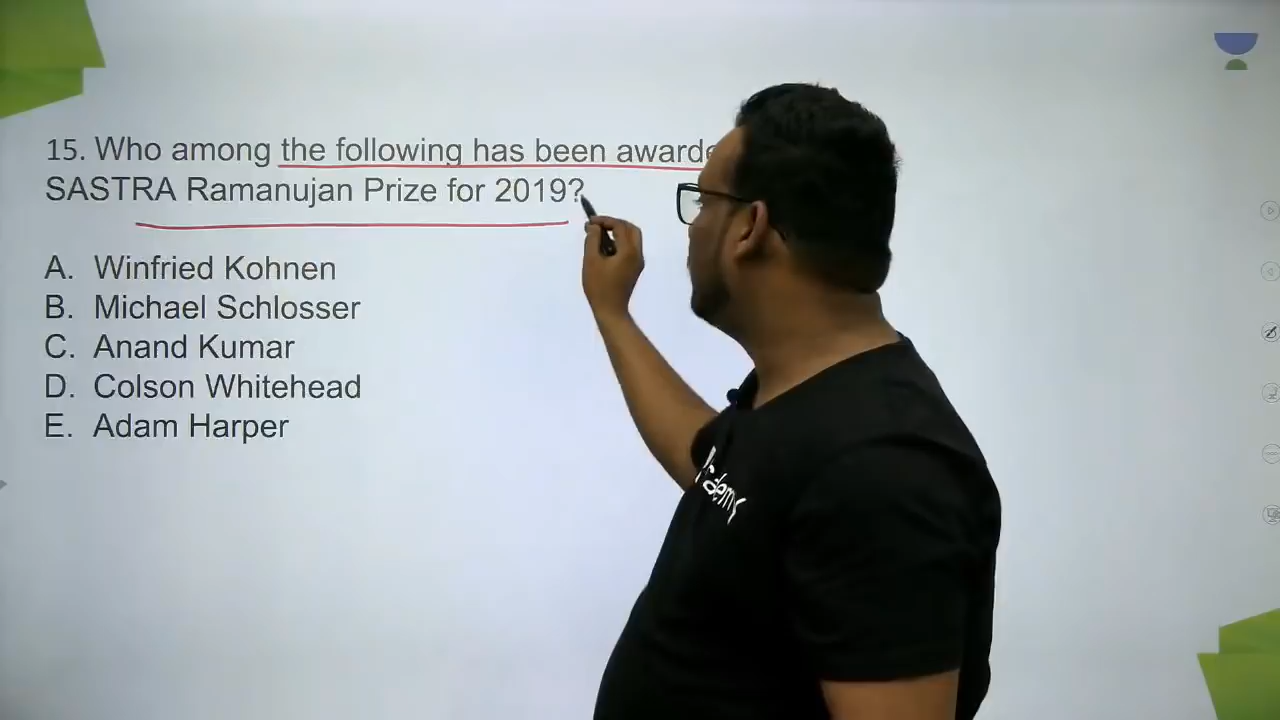 15. Who among the following has been awarde
SASTRA Ramanujan Prize for 2019?
A. Winfried Kohnen
B. Michael Schlosser
C. Anand Kumar
D. Colson Whitehead
E. Adam Harper